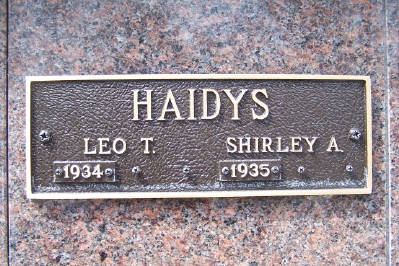 HAIDYS
LEO T. SHIRLEY A.
1934 1935